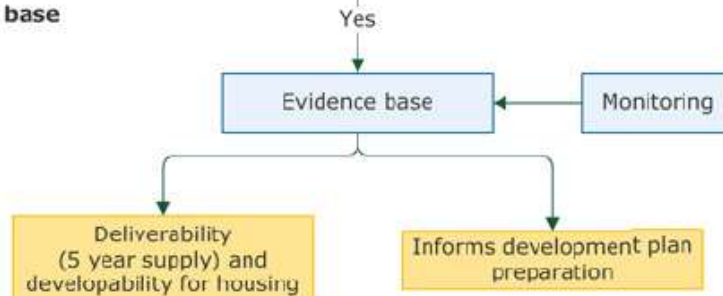 base
Yes
Evidence base
Monitoring
Deliverability
(5 year supply) and
developability for housing
Informs development plan
preparation